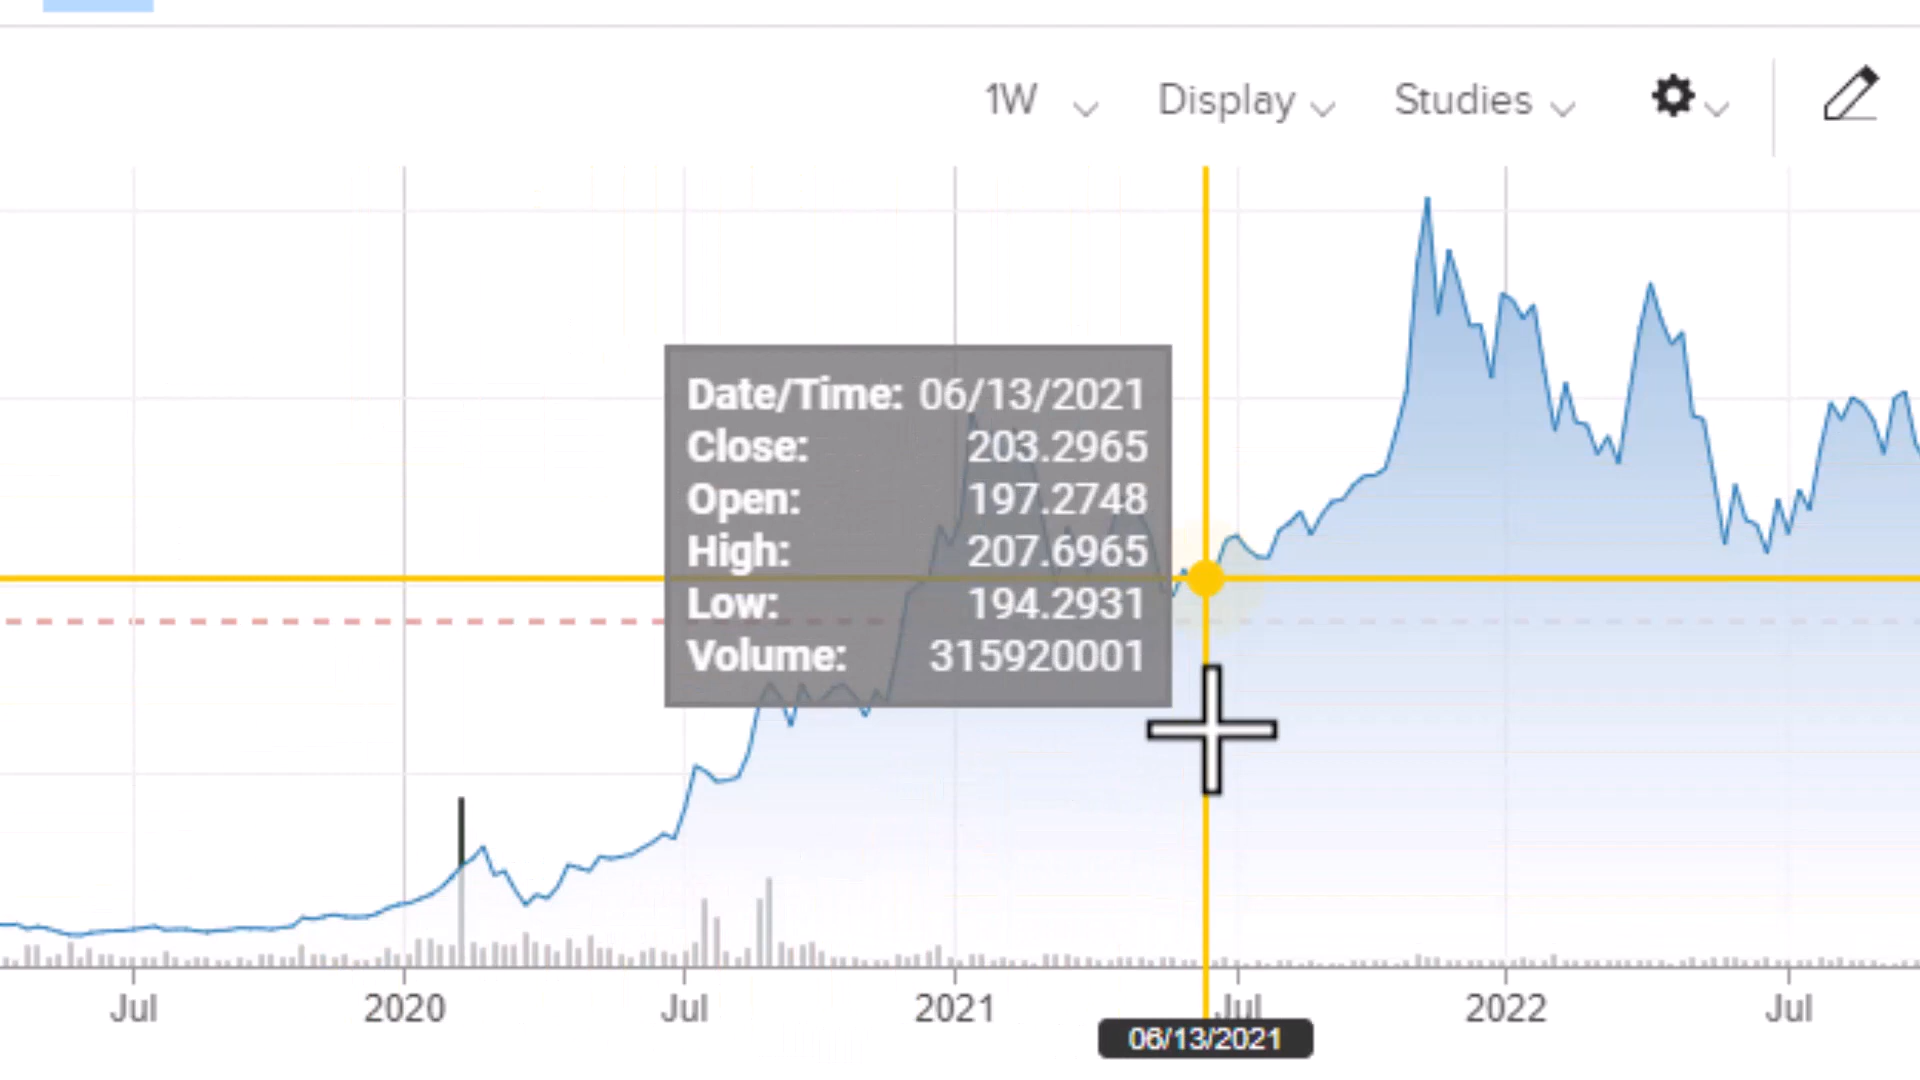 1W Display Studies
Date/Time: 06/13/2021
Close: 203.2965
Open: 197.2748
High: 207.6965
Low: 194.2931
Volume: 315920001
Jul 2020 Jul 2021 Jul 2022 Jul
06/13/2021